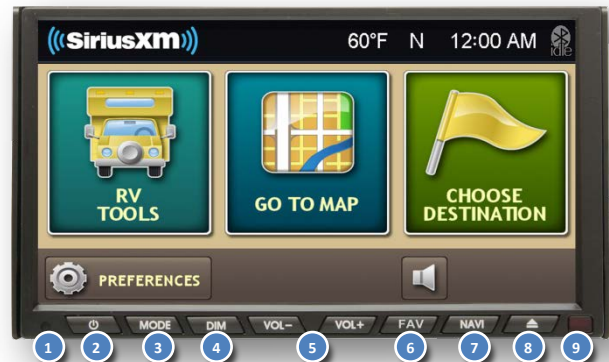 ((SiriusXM))
60°F N 12:00 AM
idle
RV
TOOLS
GO TO MAP
CHOOSE
DESTINATION
PREFERENCES
MODE DIM VOL- VOL+ FAV NAVI
1 2 3 4 5 6 7 8 9